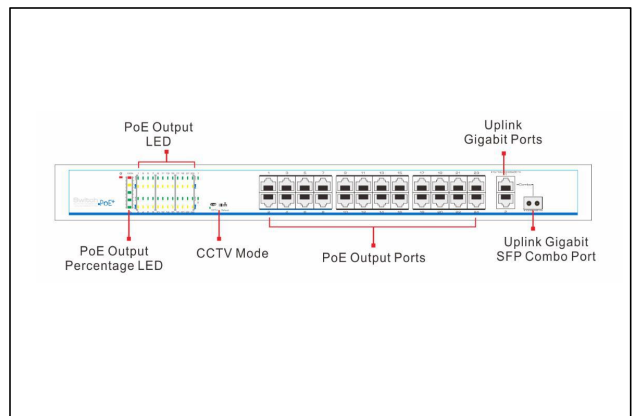 PoE Output
LED
Uplink
Gigabit Ports
PoE+
PoE Output
Percentage LED
CCTV Mode
PoE Output Ports
Uplink Gigabit
SFP Combo Port